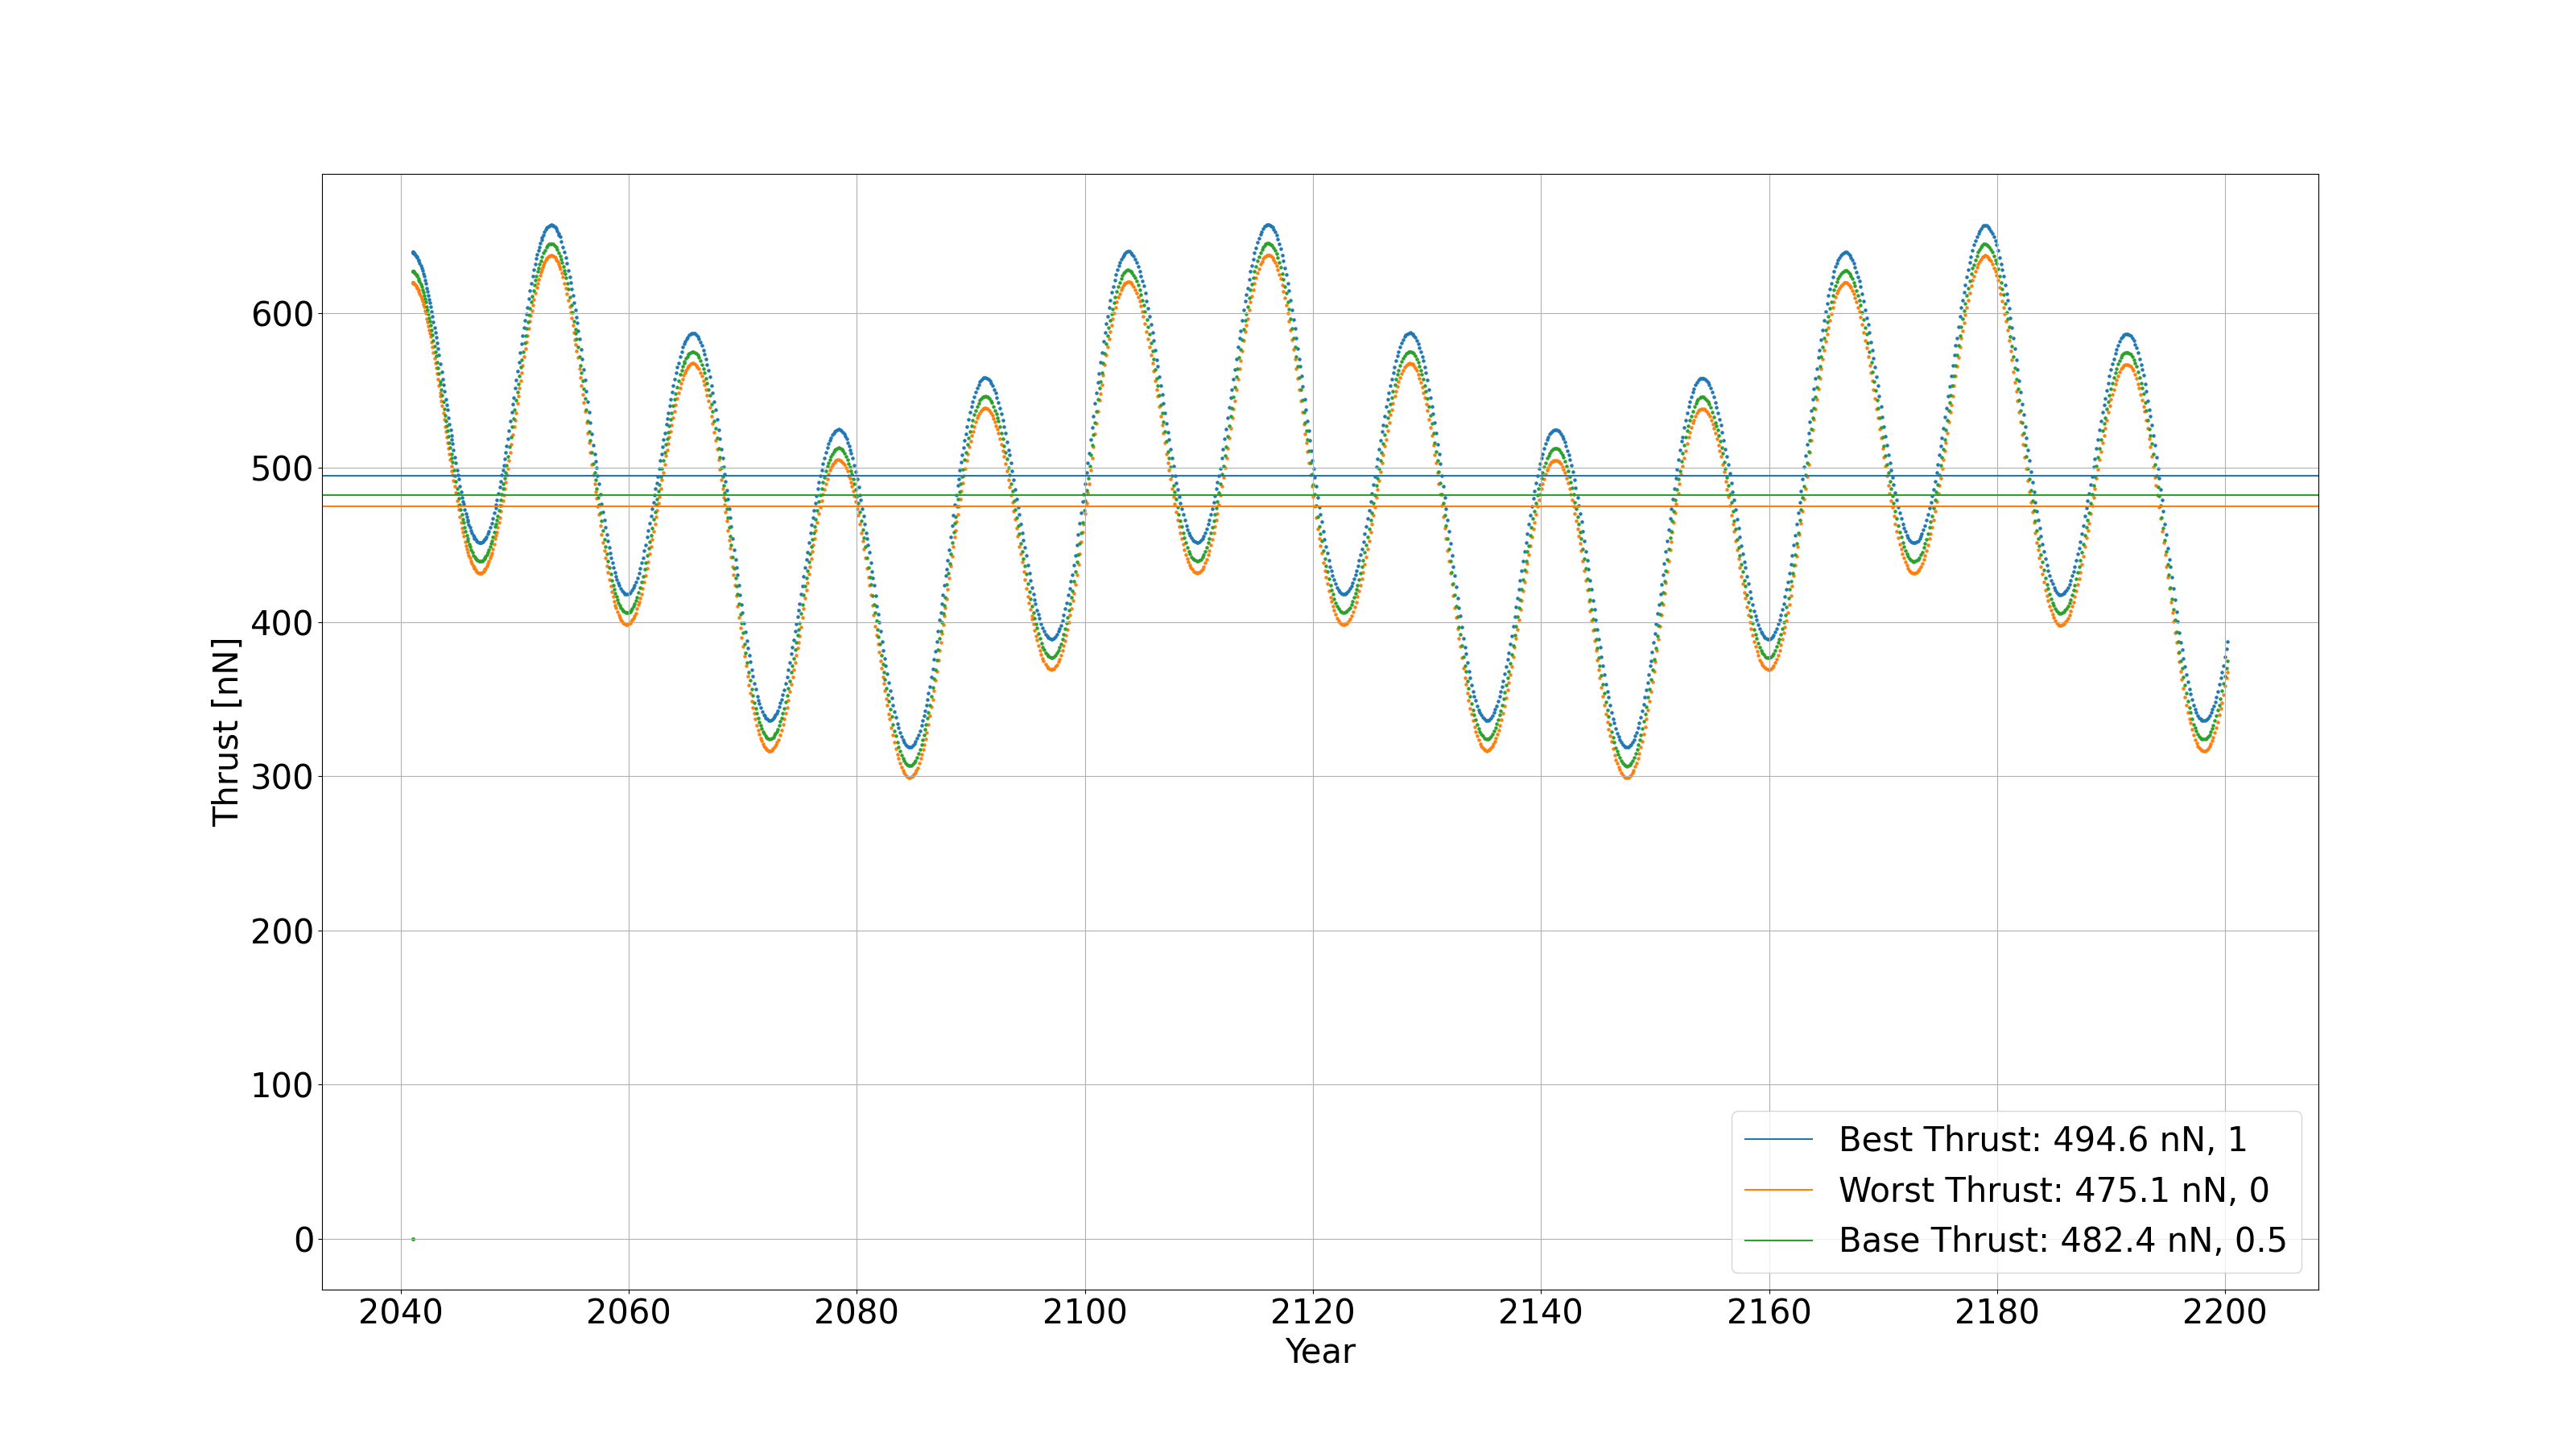 Thrust [nN]
600
500
400
300
200
100
0
Best Thrust: 494.6 nN, 1
Worst Thrust: 475.1 nN, 0
Base Thrust: 482.4 nN, 0.5
2040 2060 2080 2100 2120 2140 2160 2180 2200
Year